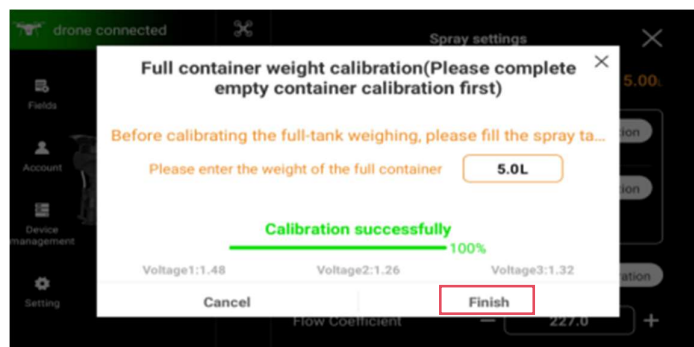 drone connected
Spray settings
Full container weight calibration(Please complete
empty container calibration first)
5.00L
Fields
Before calibrating the full-tank weighing, please fill the spray ta...
ion
Account
Please enter the weight of the full container
5.0L
ion
Device
management
Calibration successfully
100%
Voltage1:1.48
Voltage2:1.26
Voltage3:1.32
ration
Setting
Cancel
Finish
Flow Coefficient
227.0